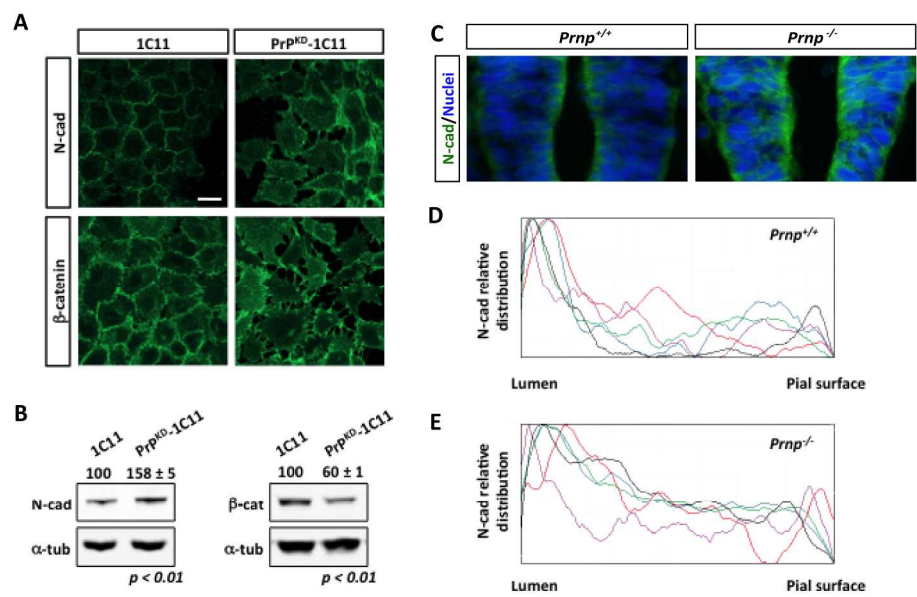 A
1C11
PrP^KD-1C11
N-cad
β-catenin
B
1C11
PrP^KD-1C11
100
158 ± 5
N-cad
α-tub
p < 0.01
1C11
PrP^KD-1C11
100
60 ± 1
β-cat
α-tub
p < 0.01
C
Prnp^+/+
Prnp^-/-
N-cad/Nuclei
D
N-cad relative
distribution
Prnp^+/+
Lumen
Pial surface
E
N-cad relative
distribution
Prnp^-/-
Lumen
Pial surface